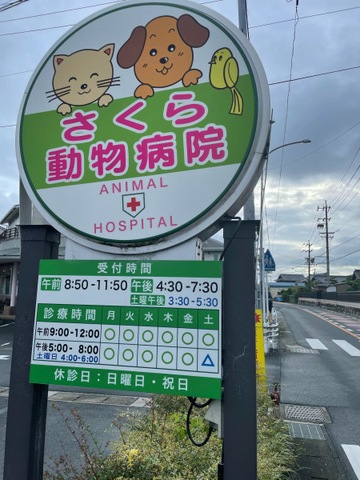 さくら
動物病院
ANIMAL
HOSPITAL
受付時間
午前 8:50-11:50 午後 4:30-7:30
土曜午後 3:30-5:30
診療時間 月 火 水 木 金 土
午前 9:00-12:00 ○ ○ ○ ○ ○ ○
午後 5:00- 8:00 ○ ○ ○ ○ ○ △
土曜日 4:00-6:00
休診日:日曜日・祝日